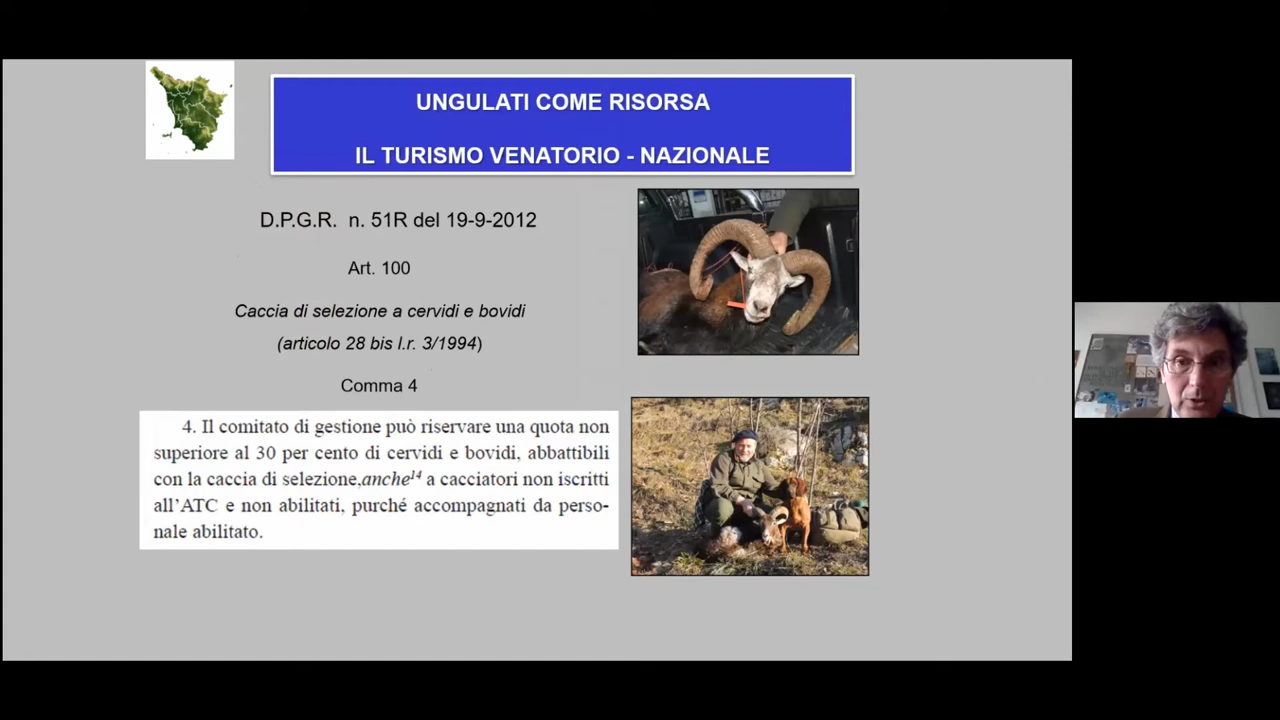 UNGULATI COME RISORSA
IL TURISMO VENATORIO - NAZIONALE
D.P.G.R. n. 51R del 19-9-2012
Art. 100
Caccia di selezione a cervidi e bovidi
(articolo 28 bis l.r. 3/1994)
Comma 4
4. Il comitato di gestione può riservare una quota non
superiore al 30 per cento di cervidi e bovidi, abbattibili
con la caccia di selezione,anche14 a cacciatori non iscritti
all'ATC e non abilitati, purché accompagnati da perso-
nale abilitato.